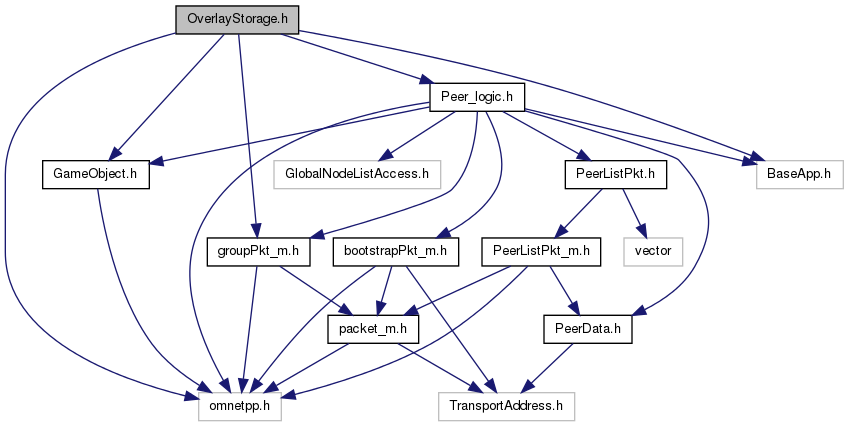 OverlayStorage.h
Peer_logic.h
GameObject.h
GlobalNodeListAccess.h
PeerListPkt.h
BaseApp.h
groupPkt_m.h
bootstrapPkt_m.h
PeerListPkt_m.h
vector
packet_m.h
PeerData.h
omnetpp.h
TransportAddress.h